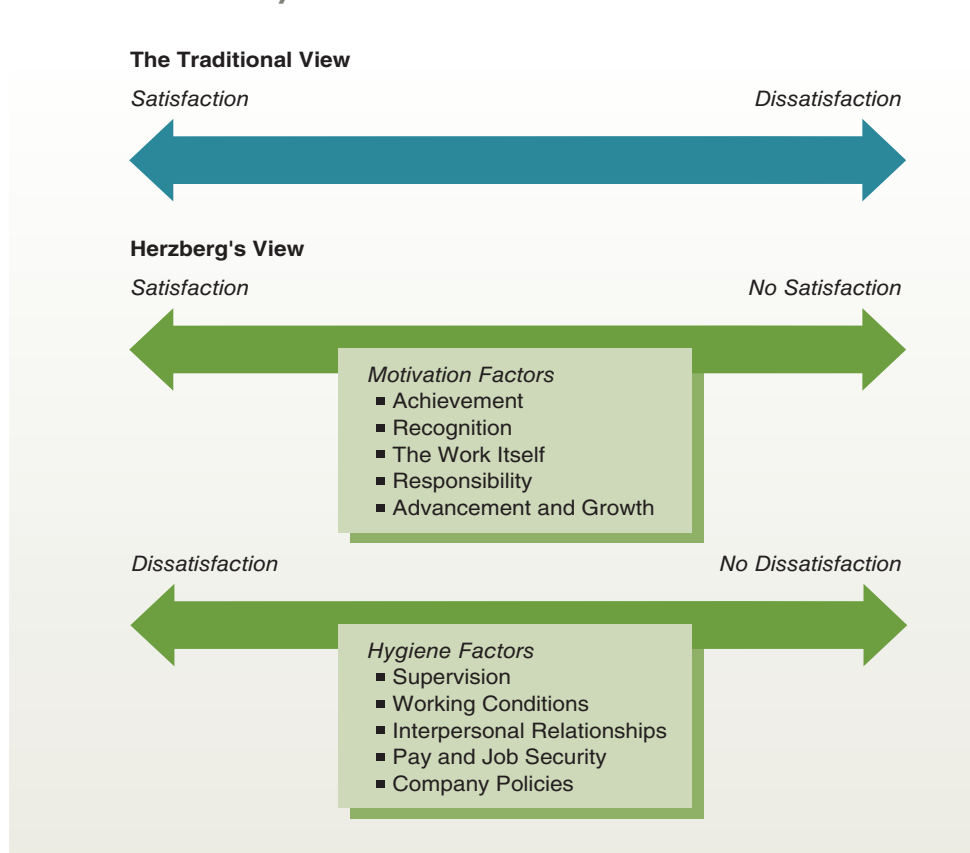 The Traditional View
Satisfaction
Dissatisfaction
Herzberg's View
Satisfaction
No Satisfaction
Motivation Factors
▪ Achievement
▪ Recognition
▪ The Work Itself
▪ Responsibility
▪ Advancement and Growth
Dissatisfaction
No Dissatisfaction
Hygiene Factors
▪ Supervision
▪ Working Conditions
▪ Interpersonal Relationships
▪ Pay and Job Security
▪ Company Policies